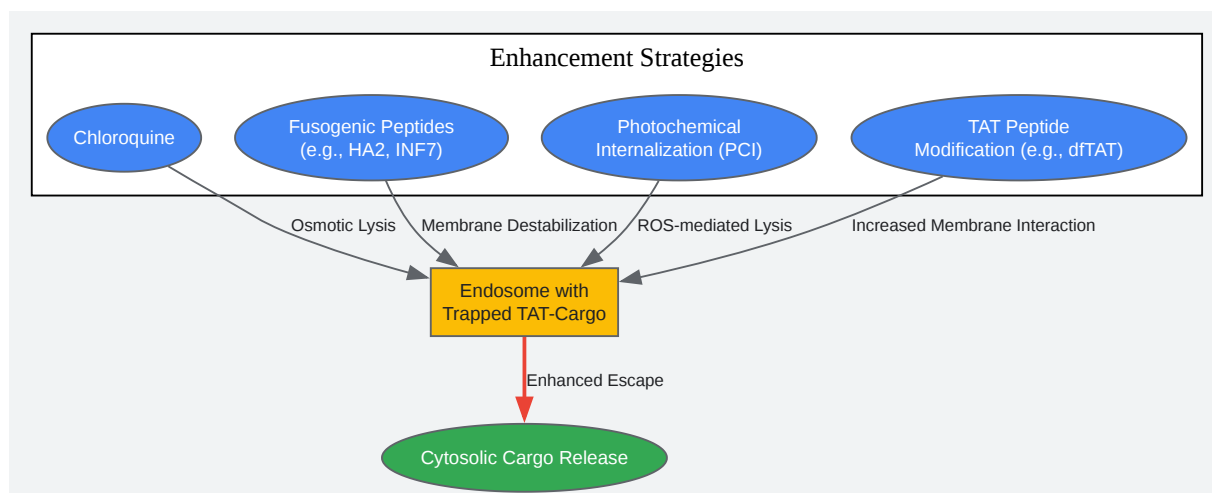 Enhancement Strategies
Chloroquine
Fusogenic Peptides
(e.g., HA2, INF7)
Photochemical
Internalization (PCI)
TAT Peptide
Modification (e.g., dfTAT)
Osmotic Lysis
Membrane Destabilization
ROS-mediated Lysis
Increased Membrane Interaction
Endosome with
Trapped TAT-Cargo
Enhanced Escape
Cytosolic Cargo Release